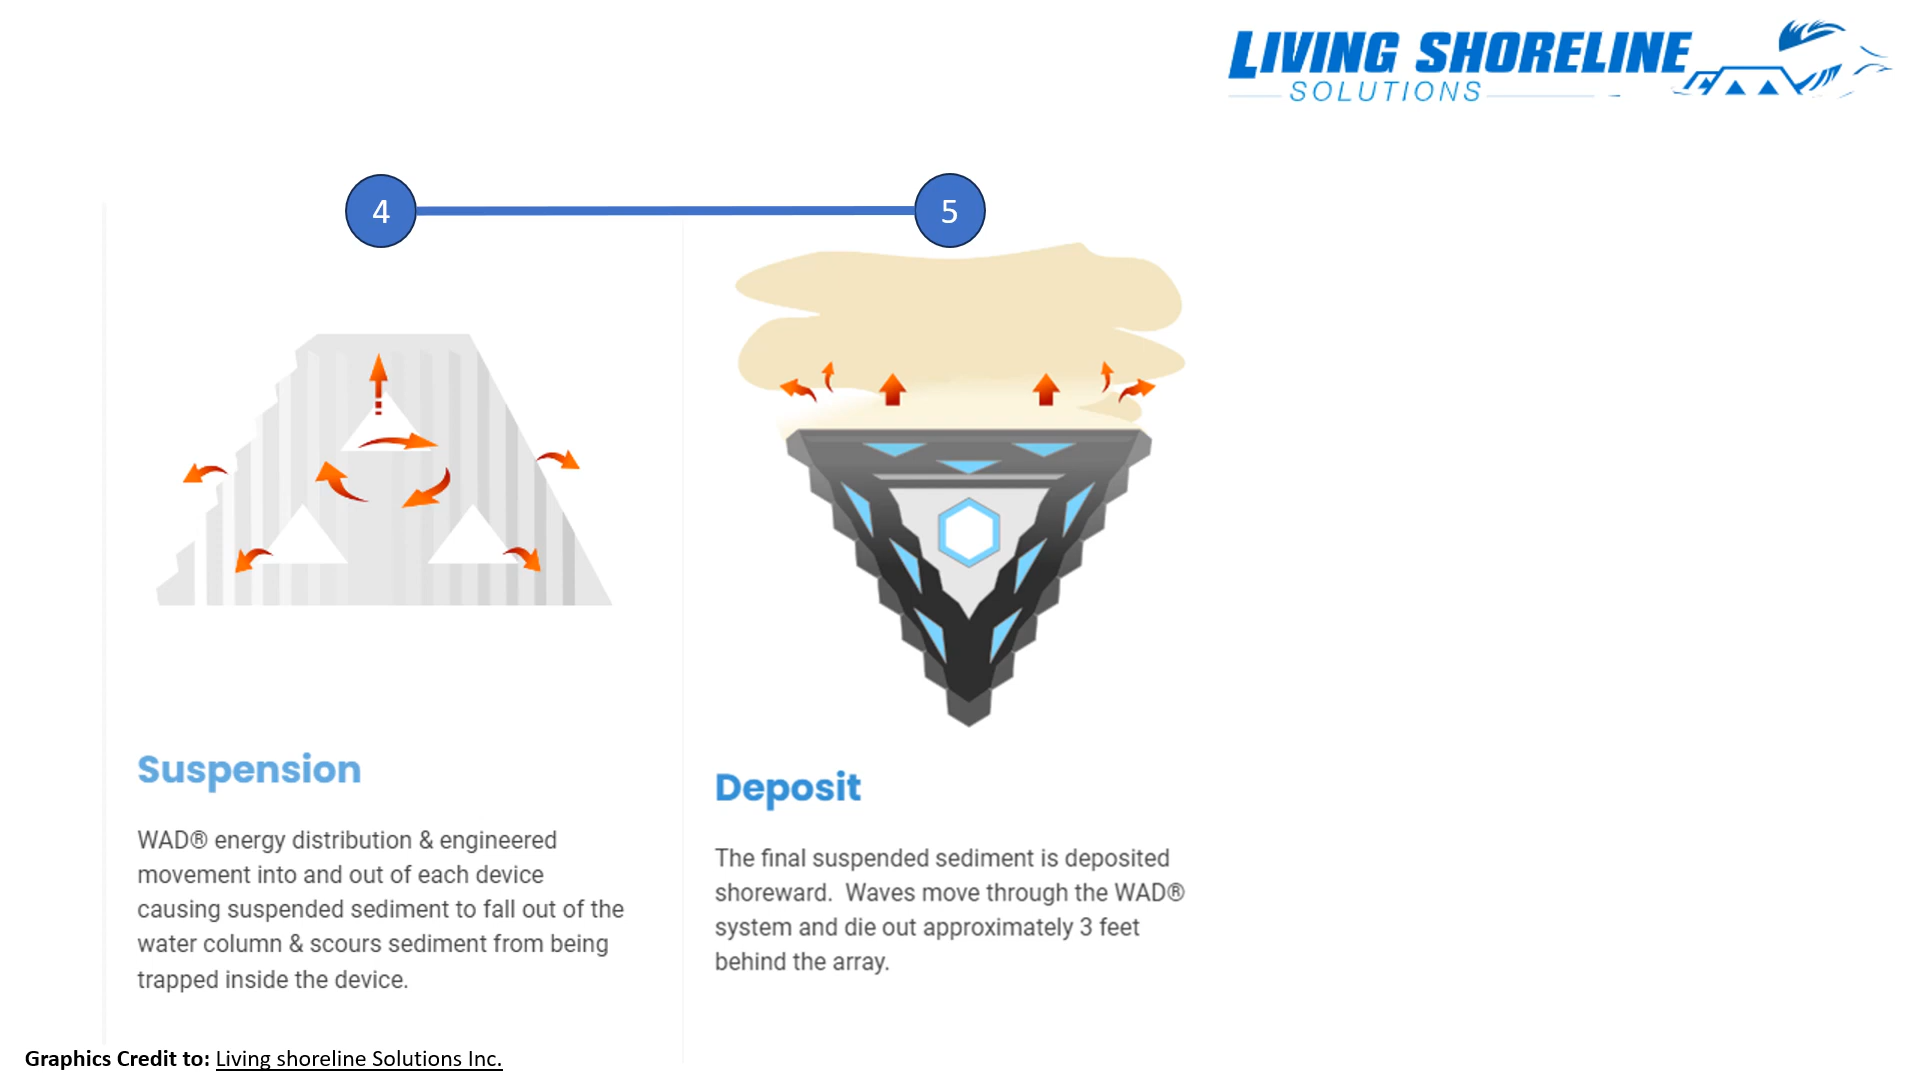 LIVING SHORELINE
SOLUTIONS
4
5
Suspension
WAD® energy distribution & engineered
movement into and out of each device
causing suspended sediment to fall out of the
water column & scours sediment from being
trapped inside the device.
Deposit
The final suspended sediment is deposited
shoreward.  Waves move through the WAD®
system and die out approximately 3 feet
behind the array.
Graphics Credit to: Living shoreline Solutions Inc.